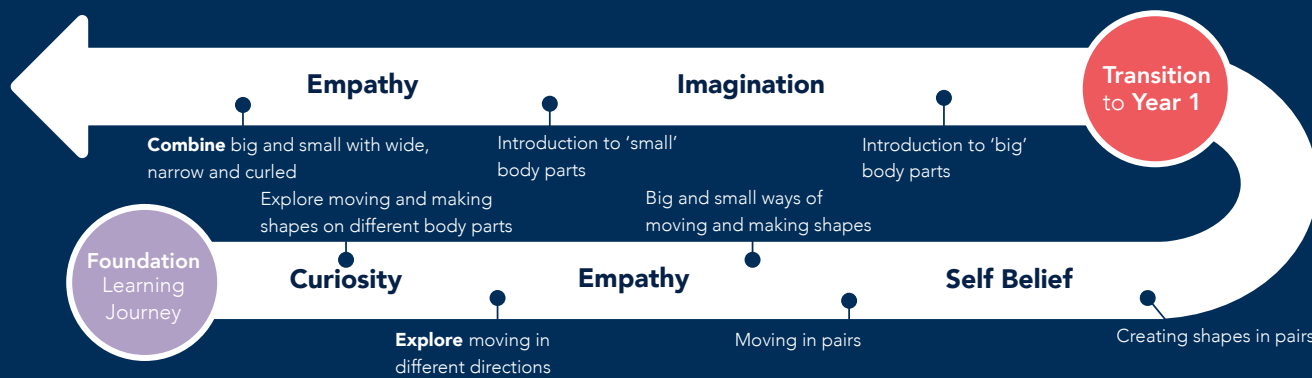 Empathy
Imagination
Transition
to Year 1
Combine big and small with wide,
narrow and curled
Introduction to ‘small’
body parts
Introduction to ‘big’
body parts
Explore moving and making
shapes on different body parts
Big and small ways of
moving and making shapes
Foundation
Learning
Journey
Curiosity
Empathy
Self Belief
Explore moving in
different directions
Moving in pairs
Creating shapes in pairs